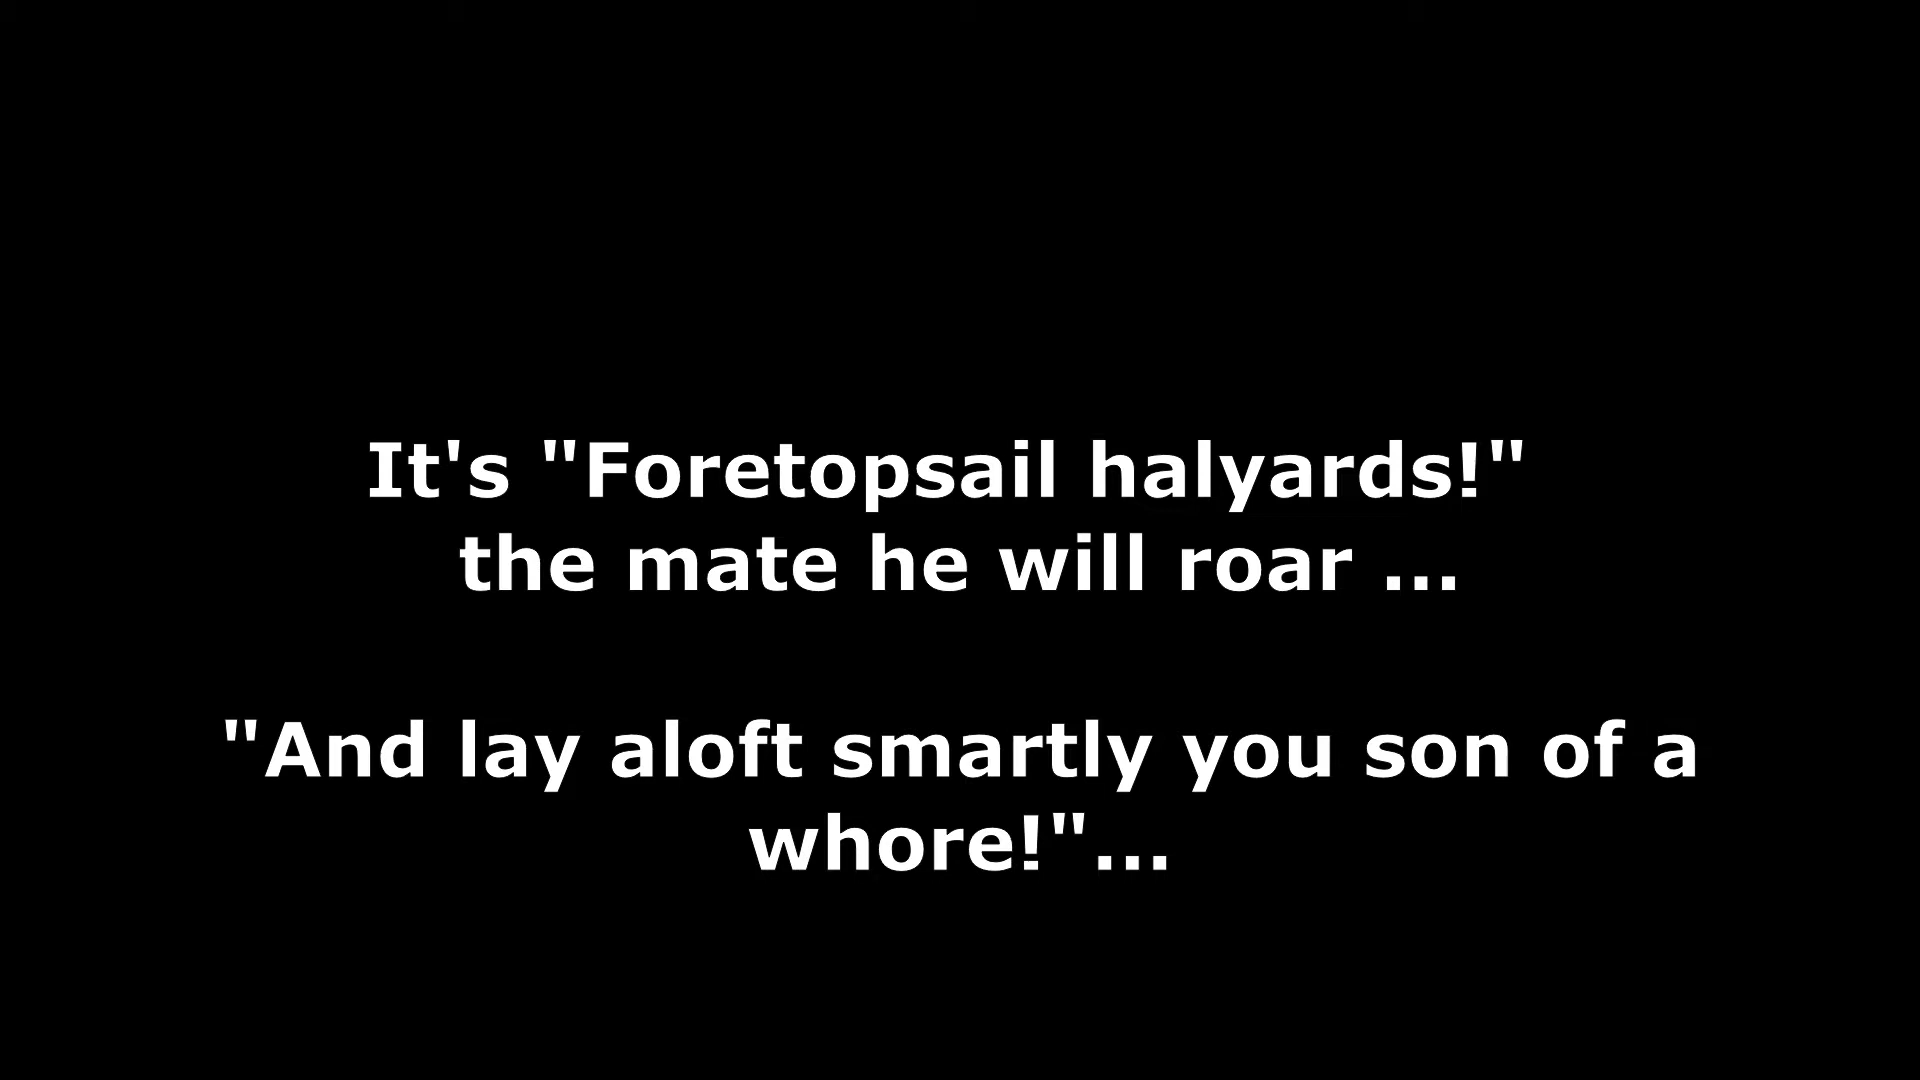 It's "Foretopsail halyards!"
the mate he will roar ...
"And lay aloft smartly you son of a
whore!"...